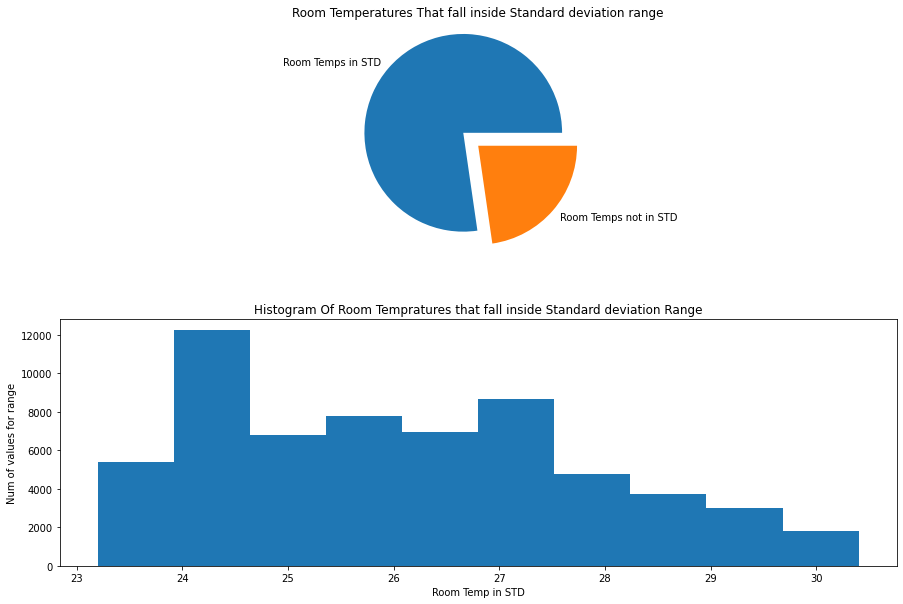 Room Temperatures That fall inside Standard deviation range
Room Temps in STD
Room Temps not in STD
Histogram Of Room Tempratures that fall inside Standard deviation Range
12000
10000
8000
6000
4000
2000
0
Num of values for range
23 24 25 26 27 28 29 30
Room Temp in STD